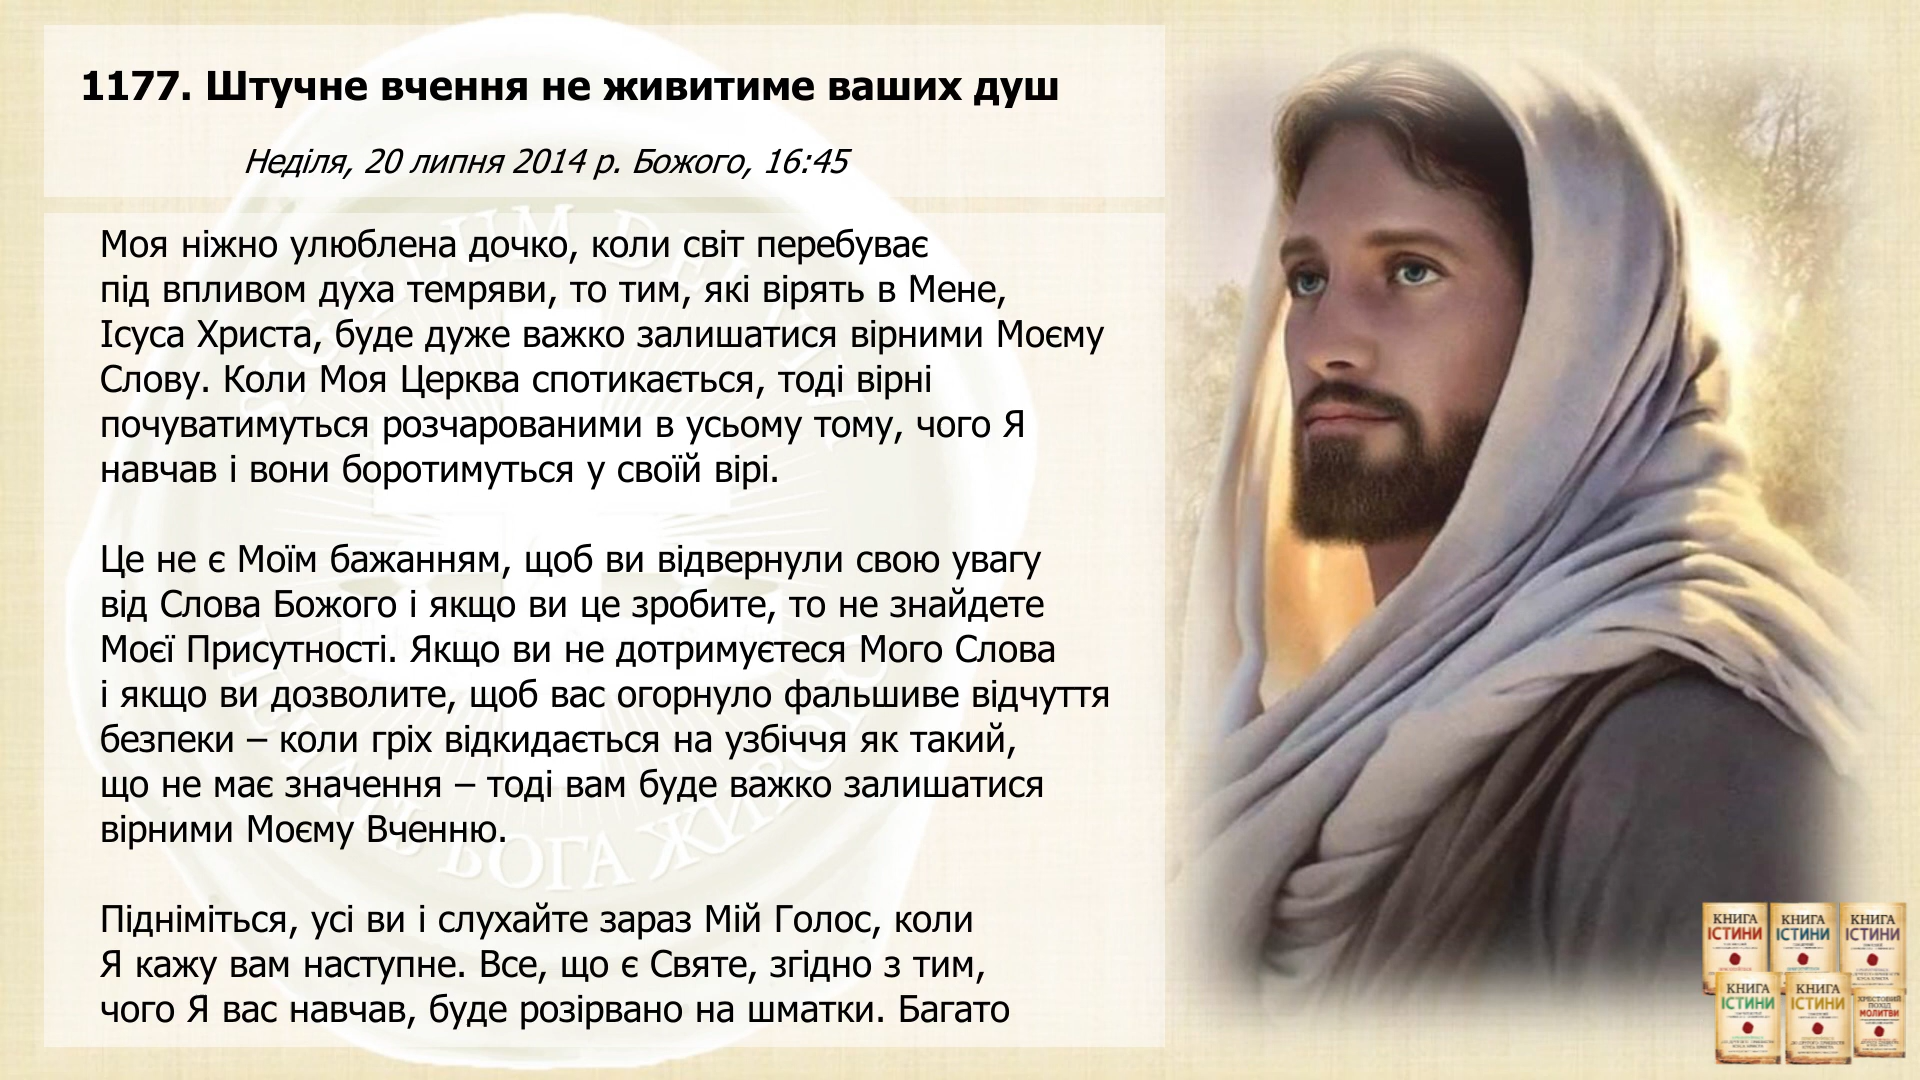 1177. Штучне вчення не живитиме ваших душ
Неділя, 20 липня 2014 р. Божого, 16:45
Моя ніжно улюблена дочко, коли світ перебуває
під впливом духа темряви, то тим, які вірять в Мене,
Ісуса Христа, буде дуже важко залишатися вірними Моєму
Слову. Коли Моя Церква спотикається, тоді вірні
почуватимуться розчарованими в усьому тому, чого Я
навчав і вони боротимуться у своїй вірі.
Це не є Моїм бажанням, щоб ви відвернули свою увагу
від Слова Божого і якщо ви це зробите, то не знайдете
Моєї Присутності. Якщо ви не дотримуєтеся Мого Слова
і якщо ви дозволите, щоб вас огорнуло фальшиве відчуття
безпеки – коли гріх відкидається на узбіччя як такий,
що не має значення – тоді вам буде важко залишатися
вірними Моєму Вченню.
Підніміться, усі ви і слухайте зараз Мій Голос, коли
Я кажу вам наступне. Все, що є Святе, згідно з тим,
чого Я вас навчав, буде розірвано на шматки. Багато
ПЕЧАТЬ БОГА ЖИВОГО
КНИГА ІСТИНИ
КНИГА ІСТИНИ
КНИГА ІСТИНИ
КНИГА ІСТИНИ
КНИГА ІСТИНИ
ХРЕСТОВИЙ ПОХІД МОЛИТВИ